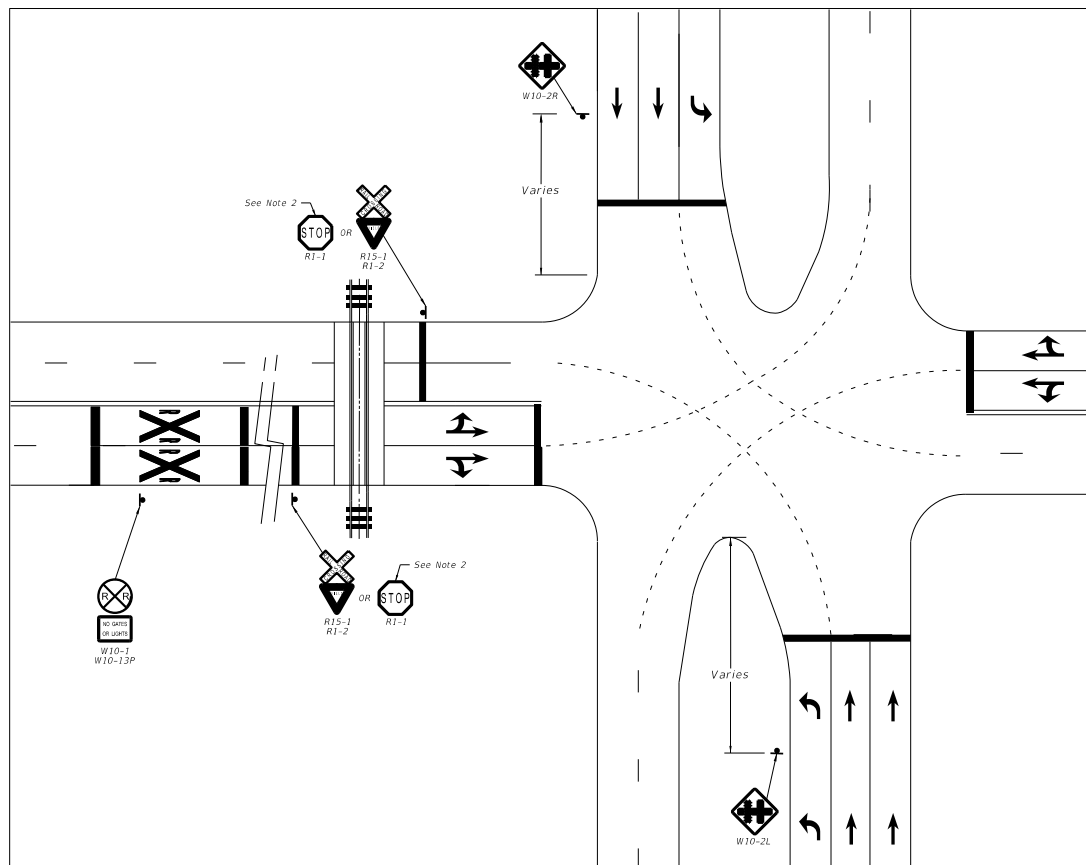 W10-2R
Varies
See Note 2
STOP
OR
R15-1
R1-2
R1-1
R
R
R
R
See Note 2
STOP
OR
R15-1
R1-2
R1-1
R R
NO GATES
OR LIGHTS
W10-1
W10-13P
Varies
W10-2L